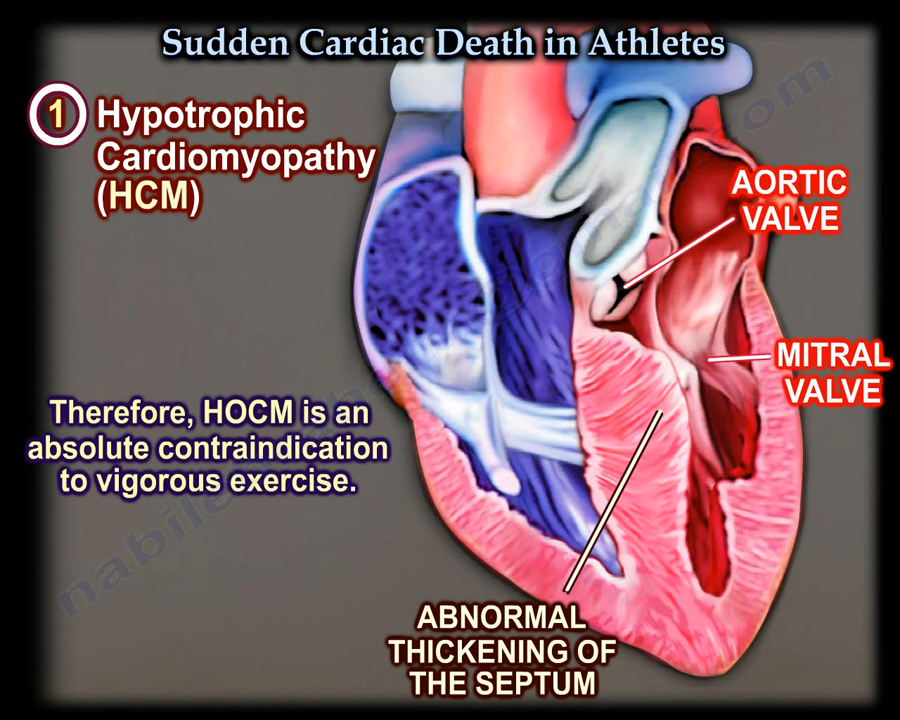 Sudden Cardiac Death in Athletes
1 Hypotrophic
Cardiomyopathy
(HCM)
AORTIC
VALVE
MITRAL
VALVE
Therefore, HOCM is an
absolute contraindication
to vigorous exercise.
ABNORMAL
THICKENING OF
THE SEPTUM